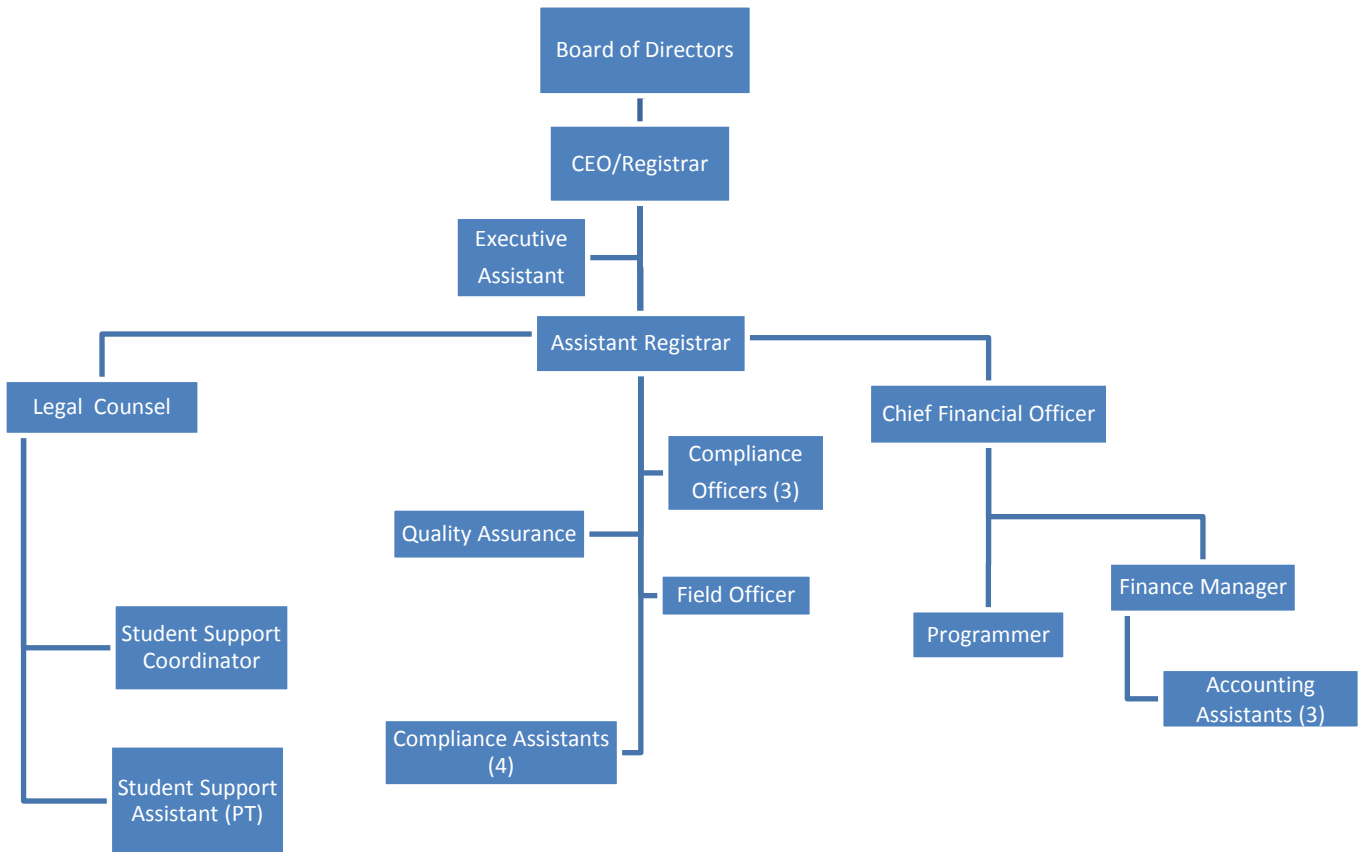 Board of Directors
CEO/Registrar
Executive
Assistant
Assistant Registrar
Legal Counsel
Chief Financial Officer
Compliance
Officers (3)
Quality Assurance
Field Officer
Finance Manager
Programmer
Student Support
Coordinator
Accounting
Assistants (3)
Compliance Assistants
(4)
Student Support
Assistant (PT)